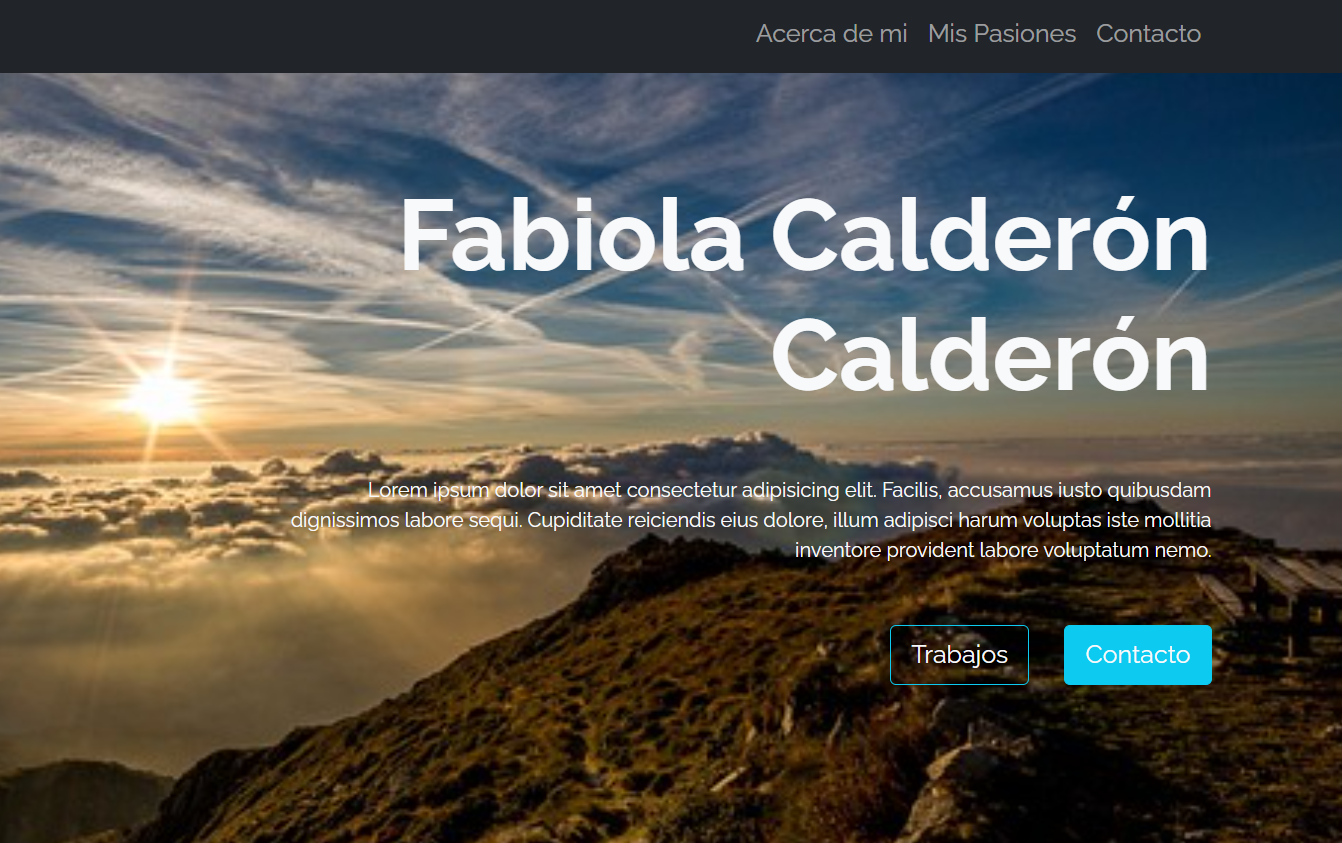 Acerca de mi Mis Pasiones Contacto
Fabiola Calderón
Calderón
Lorem ipsum dolor sit amet consectetur adipisicing elit. Facilis, accusamus iusto quibusdam
dignissimos labore sequi. Cupiditate reiciendis eius dolore, illum adipisci harum voluptas iste mollitia
inventore provident labore voluptatum nemo.
Trabajos Contacto